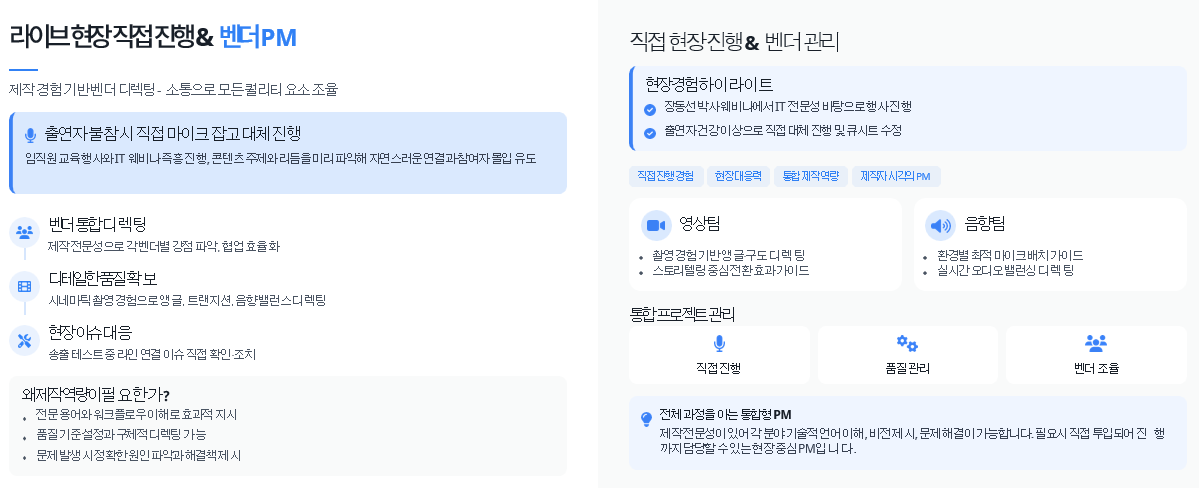 라이브 현장 직접 진행 & 벤더 PM
제작 경험 기반 벤더 디렉팅 - 소통으로 모든 퀄리티 요소 조율
출연자 불참 시 직접 마이크 잡고 대체 진행
임직원 교육 행사와 IT 웨비나 즉흥 진행, 콘텐츠 주제와 리듬을 미리 파악해 자연스러운 연결과 참여자 몰입 유도
벤더 통합 디렉팅
제작 전문성으로 각 벤더별 강점 파악, 협업 효율화
디테일한 품질 확보
시네마틱 촬영 경험으로 앵글, 트랜지션, 음향 밸런스 디렉팅
현장 이슈 대응
송출 테스트 중 라인 연결 이슈 직접 확인·조치
왜 제작 역량이 필요한가?
• 전문 용어와 워크플로우 이해로 효과적 지시
• 품질 기준 설정과 구체적 디렉팅 가능
• 문제 발생 시 정확한 원인 파악과 해결책 제시
직접 현장 진행 & 벤더 관리
현장 경험 하이라이트
장동선 박사 웨비나에서 IT 전문성 바탕으로 행사 진행
출연자 건강 이상으로 직접 대체 진행 및 큐시트 수정
직접 진행 경험 현장 대응력 통합 제작 역량 제작자 시각의 PM
영상팀
• 촬영 경험 기반 앵글·구도 디렉팅
• 스토리텔링 중심 전환 효과 가이드
음향팀
• 환경별 최적 마이크 배치 가이드
• 실시간 오디오 밸런싱 디렉팅
통합 프로젝트 관리
직접 진행
품질 관리
벤더 조율
전체 과정을 아는 통합형 PM
제작 전문성이 있어 각 분야 기술적 언어 이해, 비전 제시, 문제 해결이 가능합니다. 필요시 직접 투입되어 진행
까지 담당할 수 있는 현장 중심 PM입니다.